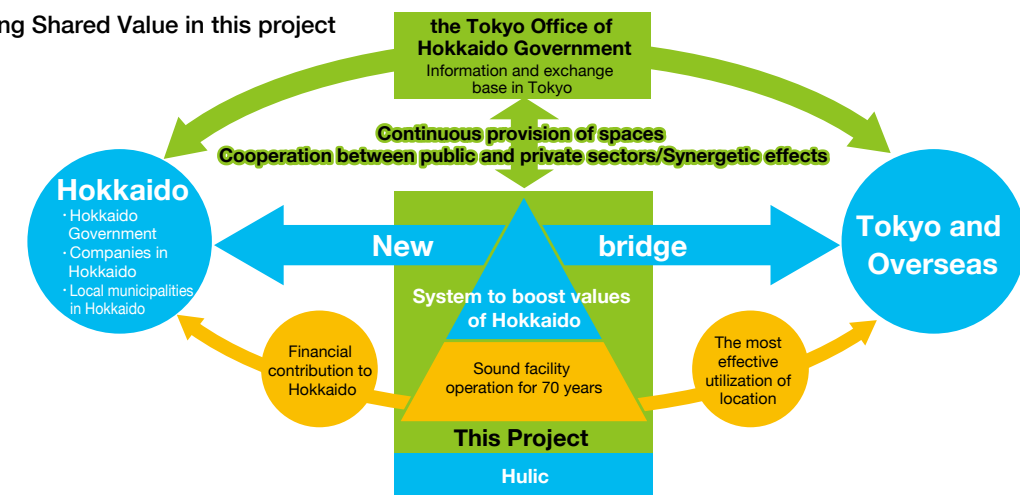 ng Shared Value in this project
the Tokyo Office of
Hokkaido Government
Information and exchange
base in Tokyo
Continuous provision of spaces
Cooperation between public and private sectors/Synergetic effects
Hokkaido
・Hokkaido
Government
・Companies in
Hokkaido
・Local municipalities
in Hokkaido
New bridge
Tokyo and
Overseas
System to boost values
of Hokkaido
Financial
contribution to
Hokkaido
Sound facility
operation for 70 years
The most
effective
utilization of
location
This Project
Hulic